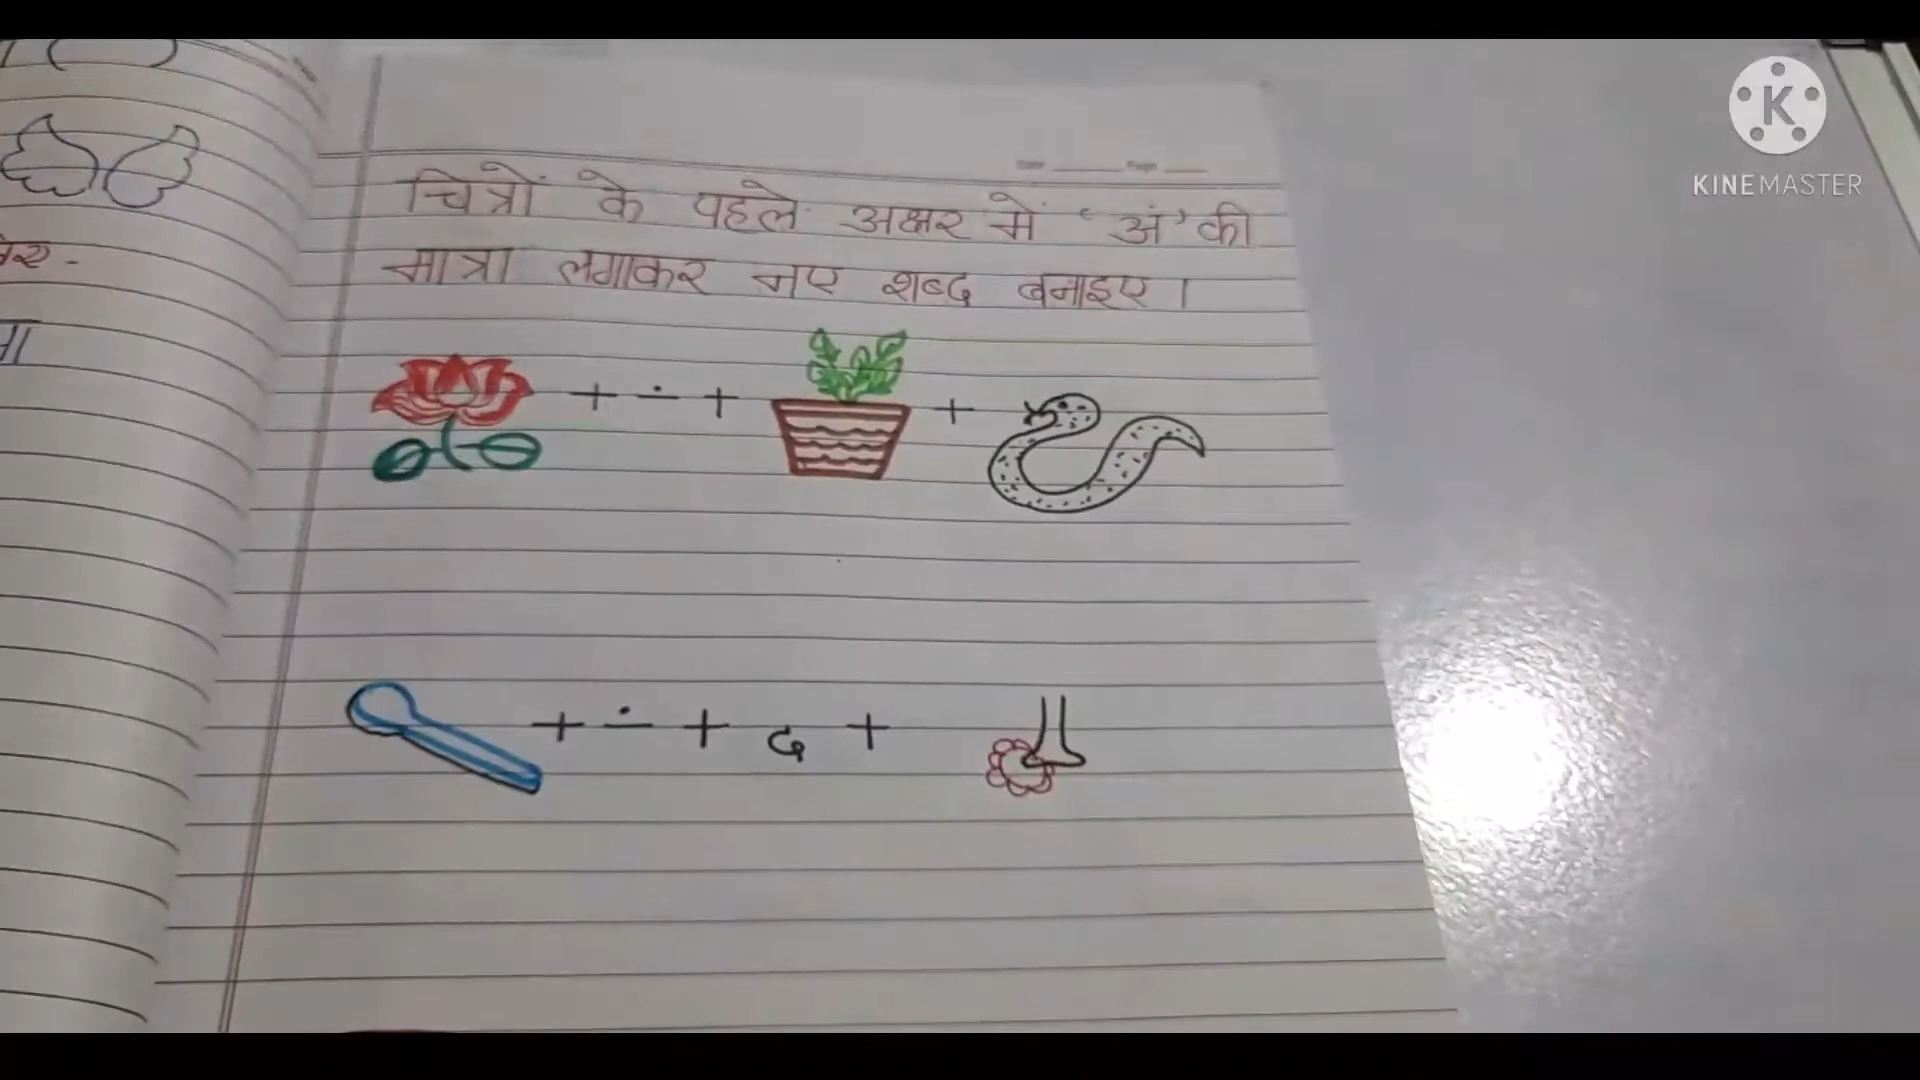 चित्रों के पहले अक्षर में 'अं' की
मात्रा लगाकर नए शब्द बनाइए।
+ ∸ + +
+ ∸ + द +
K
KINEMASTER